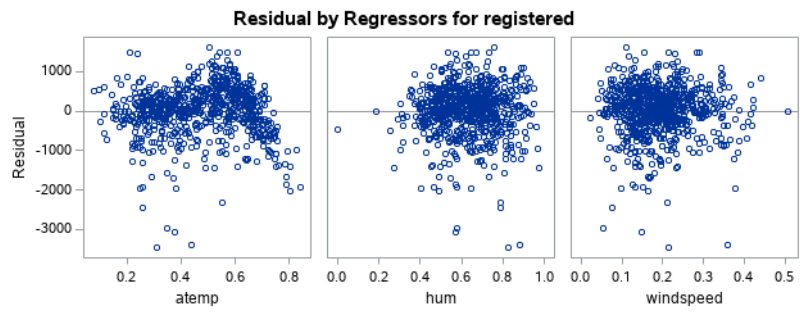 Residual by Regressors for registered
Residual
1000
0
-1000
-2000
-3000
0.2 0.4 0.6 0.8
0.0 0.2 0.4 0.6 0.8 1.0
0.0 0.1 0.2 0.3 0.4 0.5
atemp
hum
windspeed